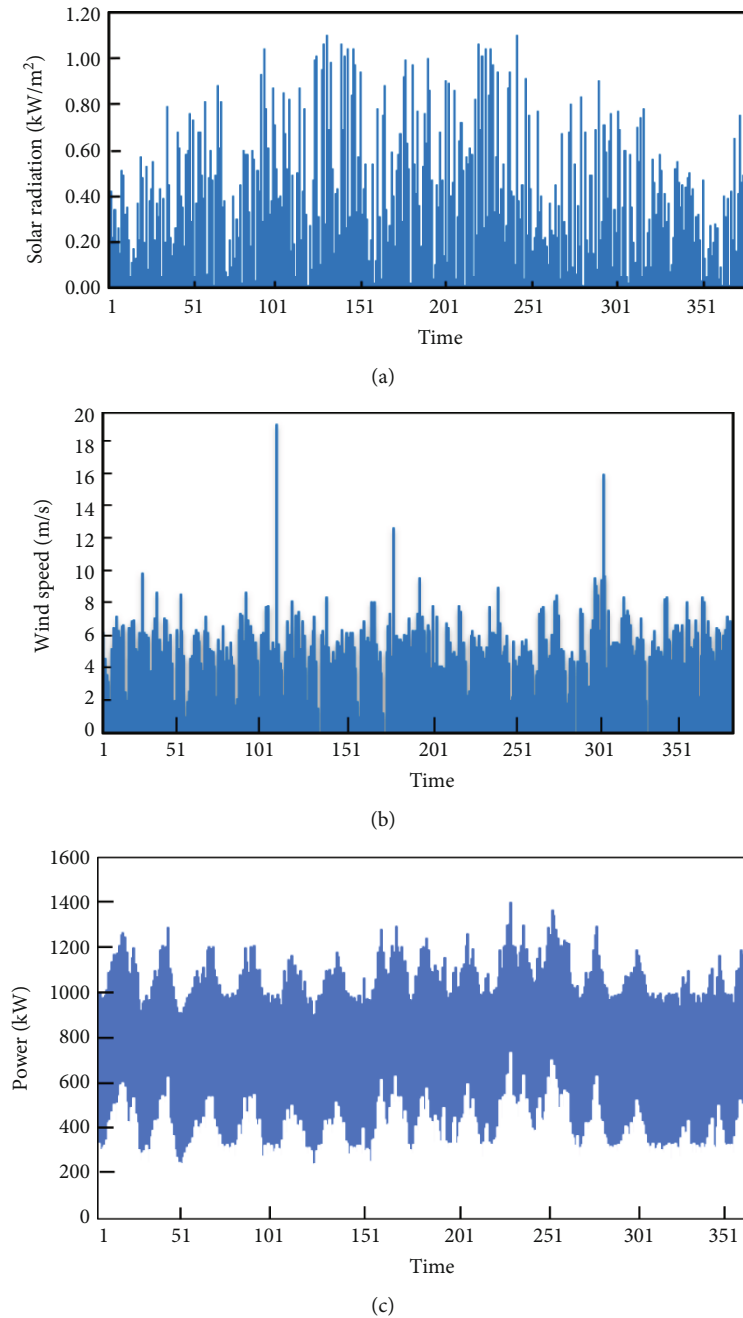 1.20
1.00
0.80
0.60
0.40
0.20
0.00
Solar radiation (kW/m²)
1 51 101 151 201 251 301 351
Time
(a)
20
18
16
14
12
10
8
6
4
2
0
Wind speed (m/s)
1 51 101 151 201 251 301 351
Time
(b)
1600
1400
1200
1000
800
600
400
200
0
Power (kW)
1 51 101 151 201 251 301 351
Time
(c)